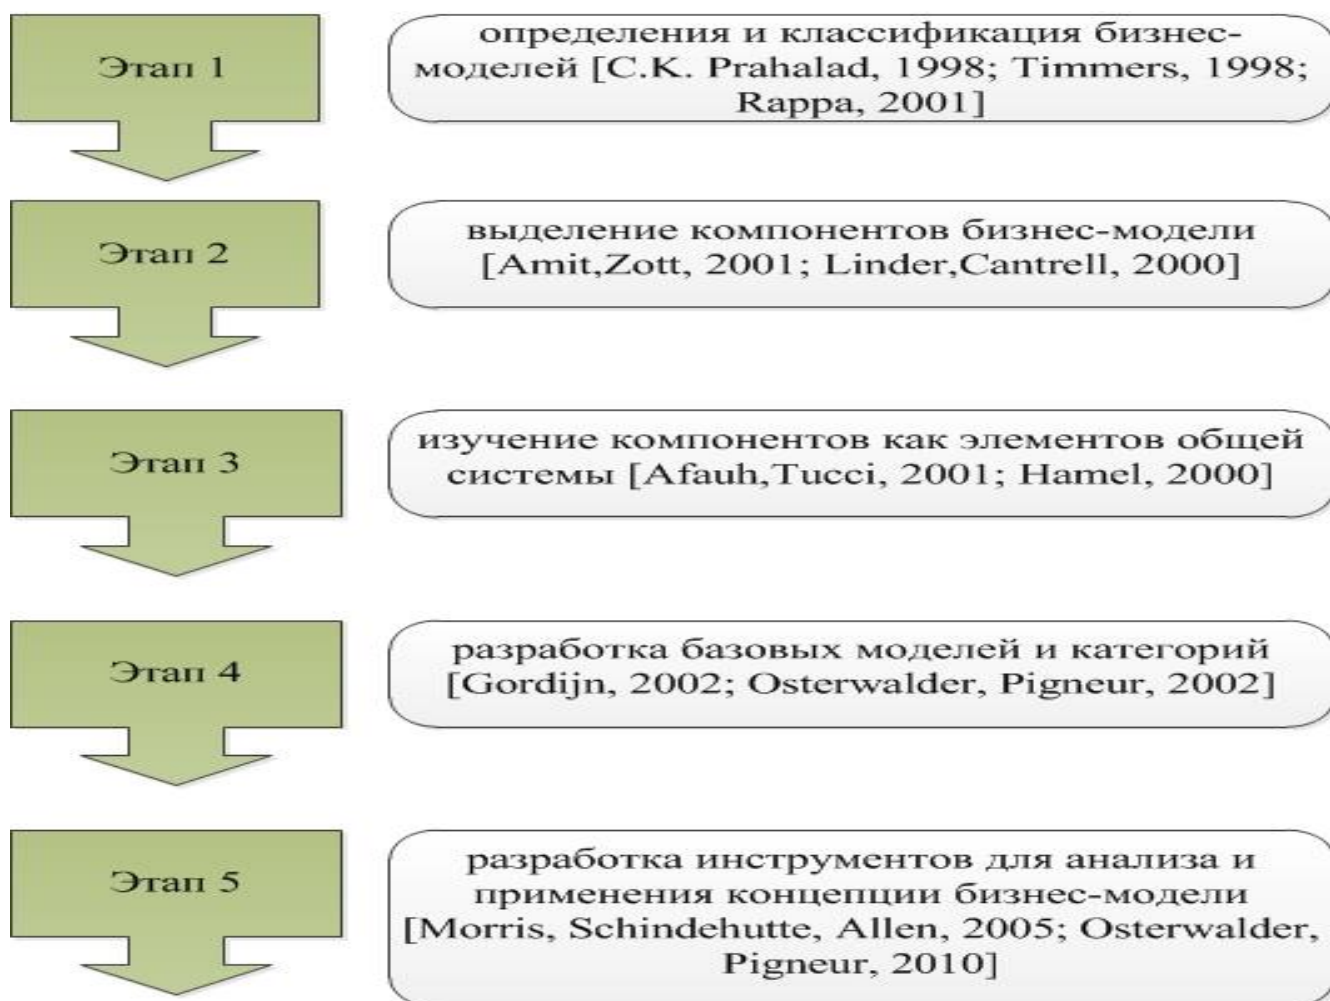 Этап 1
определения и классификация бизнес-
моделей [C.K. Prahalad, 1998; Timmers, 1998;
Rappa, 2001]
Этап 2
выделение компонентов бизнес-модели
[Amit,Zott, 2001; Linder,Cantrell, 2000]
Этап 3
изучение компонентов как элементов общей
системы [Afauh,Tucci, 2001; Hamel, 2000]
Этап 4
разработка базовых моделей и категорий
[Gordijn, 2002; Osterwalder, Pigneur, 2002]
Этап 5
разработка инструментов для анализа и
применения концепции бизнес-модели
[Morris, Schindehutte, Allen, 2005; Osterwalder,
Pigneur, 2010]